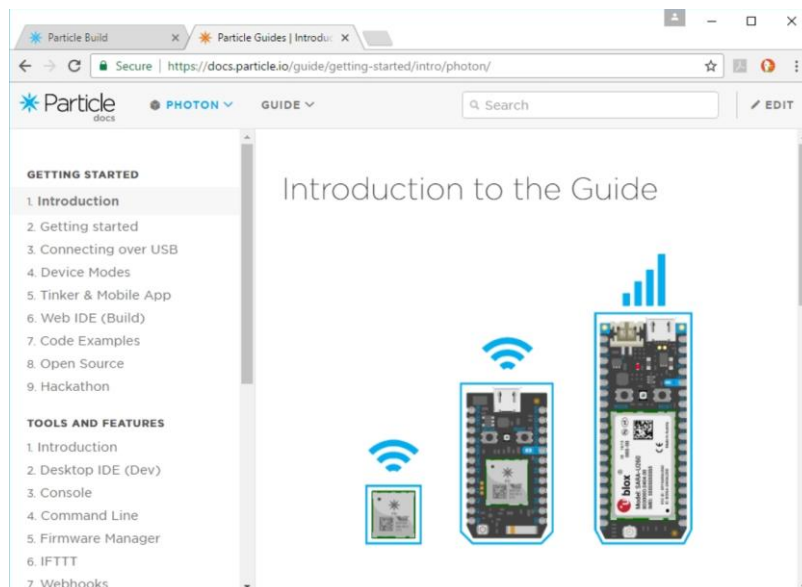 Particle Build
Particle Guides | Introduc
Secure | https://docs.particle.io/guide/getting-started/intro/photon/
Particle
docs
PHOTON
GUIDE
Search
EDIT
GETTING STARTED
1. Introduction
2. Getting started
3. Connecting over USB
4. Device Modes
5. Tinker & Mobile App
6. Web IDE (Build)
7. Code Examples
8. Open Source
9. Hackathon
TOOLS AND FEATURES
1. Introduction
2. Desktop IDE (Dev)
3. Console
4. Command Line
5. Firmware Manager
6. IFTTT
7. Webhooks
Introduction to the Guide
blox
Model: SARA-U260